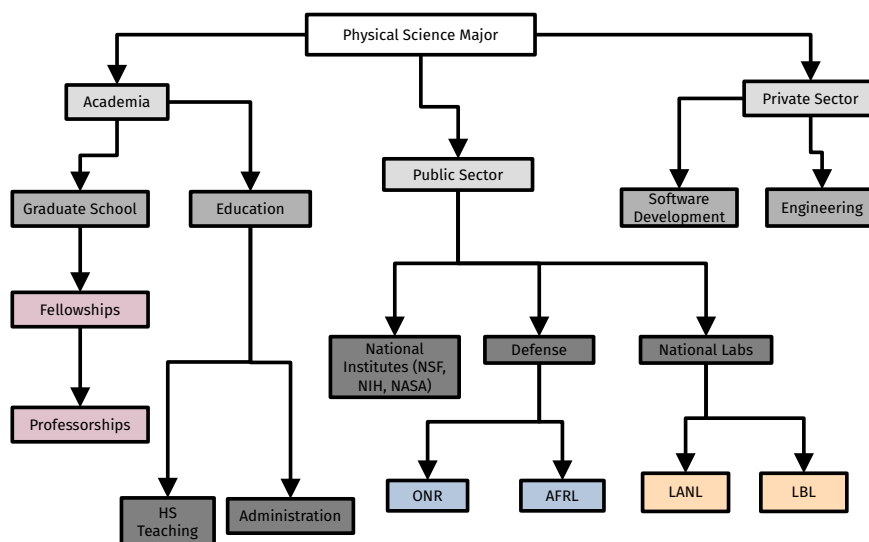 Physical Science Major
Academia
Private Sector
Public Sector
Graduate School
Education
Software
Development
Engineering
Fellowships
National
Institutes (NSF,
NIH, NASA)
Defense
National Labs
Professorships
HS
Teaching
Administration
ONR
AFRL
LANL
LBL